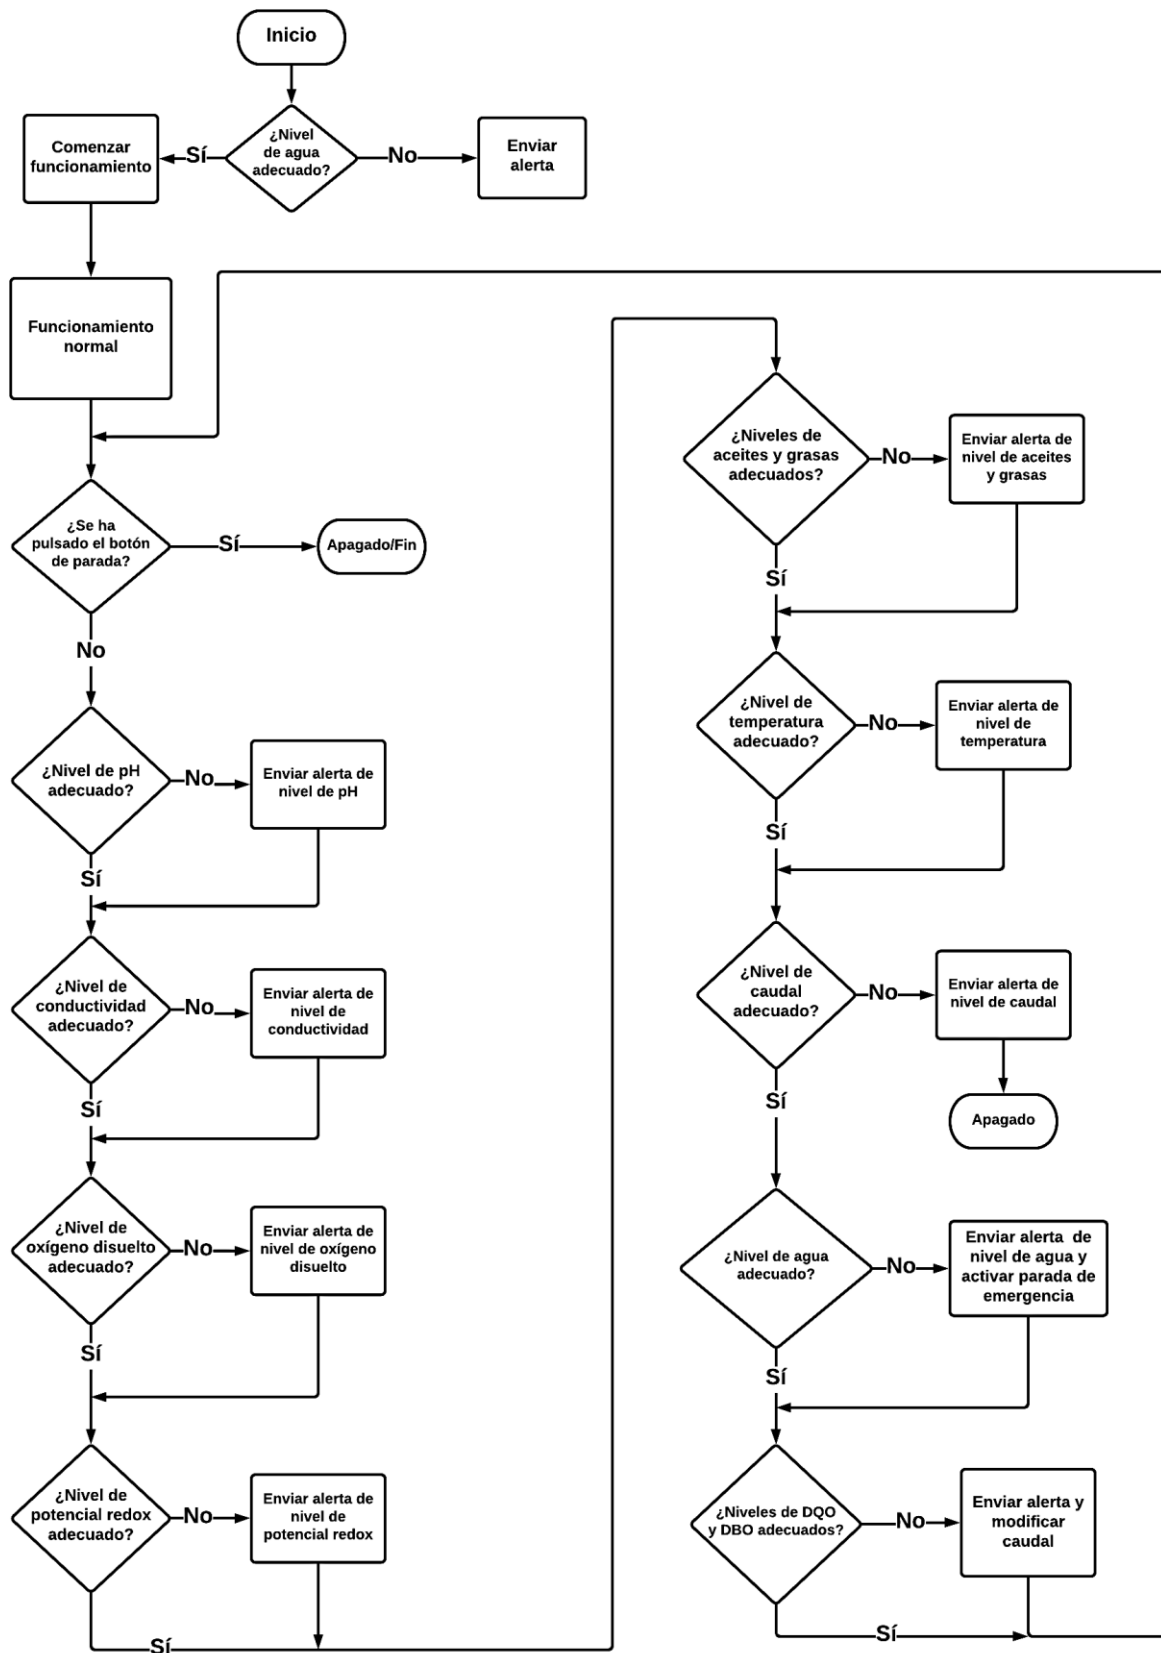 Inicio
¿Nivel
de agua
adecuado?
Sí
No
Comenzar
funcionamiento
Enviar
alerta
Funcionamiento
normal
¿Se ha
pulsado el botón
de parada?
Sí
Apagado/Fin
No
¿Nivel de pH
adecuado?
No
Enviar alerta de
nivel de pH
Sí
¿Nivel de
conductividad
adecuado?
No
Enviar alerta de
nivel de
conductividad
Sí
¿Nivel de
oxígeno disuelto
adecuado?
No
Enviar alerta de
nivel de oxígeno
disuelto
Sí
¿Nivel de
potencial redox
adecuado?
No
Enviar alerta de
nivel de
potencial redox
Sí
¿Niveles de
aceites y grasas
adecuados?
No
Enviar alerta de
nivel de aceites
y grasas
Sí
¿Nivel de
temperatura
adecuado?
No
Enviar alerta de
nivel de
temperatura
Sí
¿Nivel de
caudal
adecuado?
No
Enviar alerta de
nivel de caudal
Apagado
Sí
¿Nivel de agua
adecuado?
No
Enviar alerta de
nivel de agua y
activar parada de
emergencia
Sí
¿Niveles de DQO
y DBO adecuados?
No
Enviar alerta y
modificar
caudal
Sí